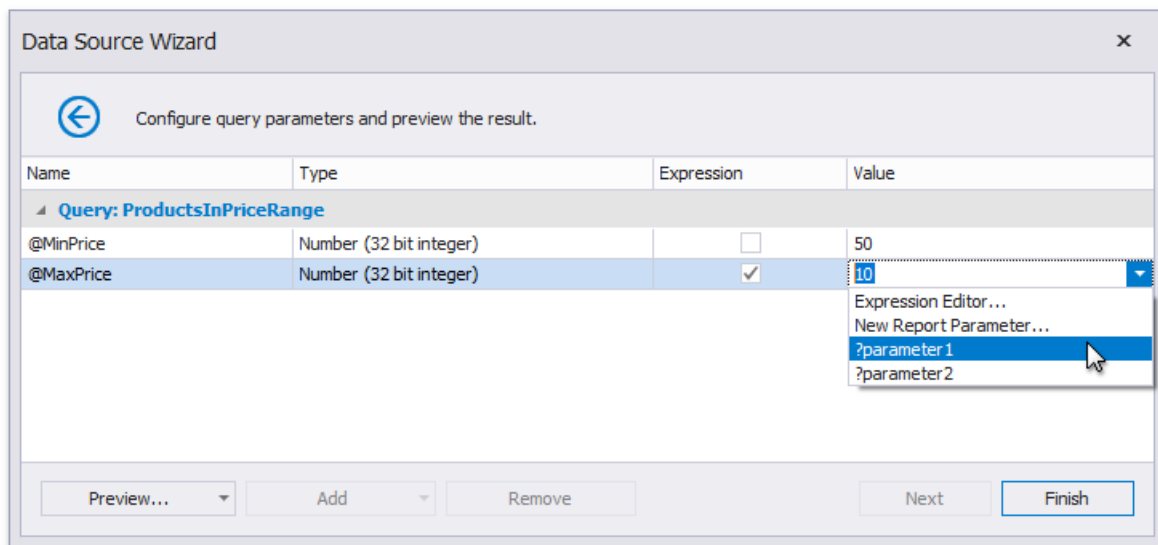 Data Source Wizard
Configure query parameters and preview the result.
Name Type Expression Value
Query: ProductsInPriceRange
@MinPrice Number (32 bit integer) 50
@MaxPrice Number (32 bit integer) 10
Expression Editor...
New Report Parameter...
?parameter1
?parameter2
Preview... Add Remove Next Finish